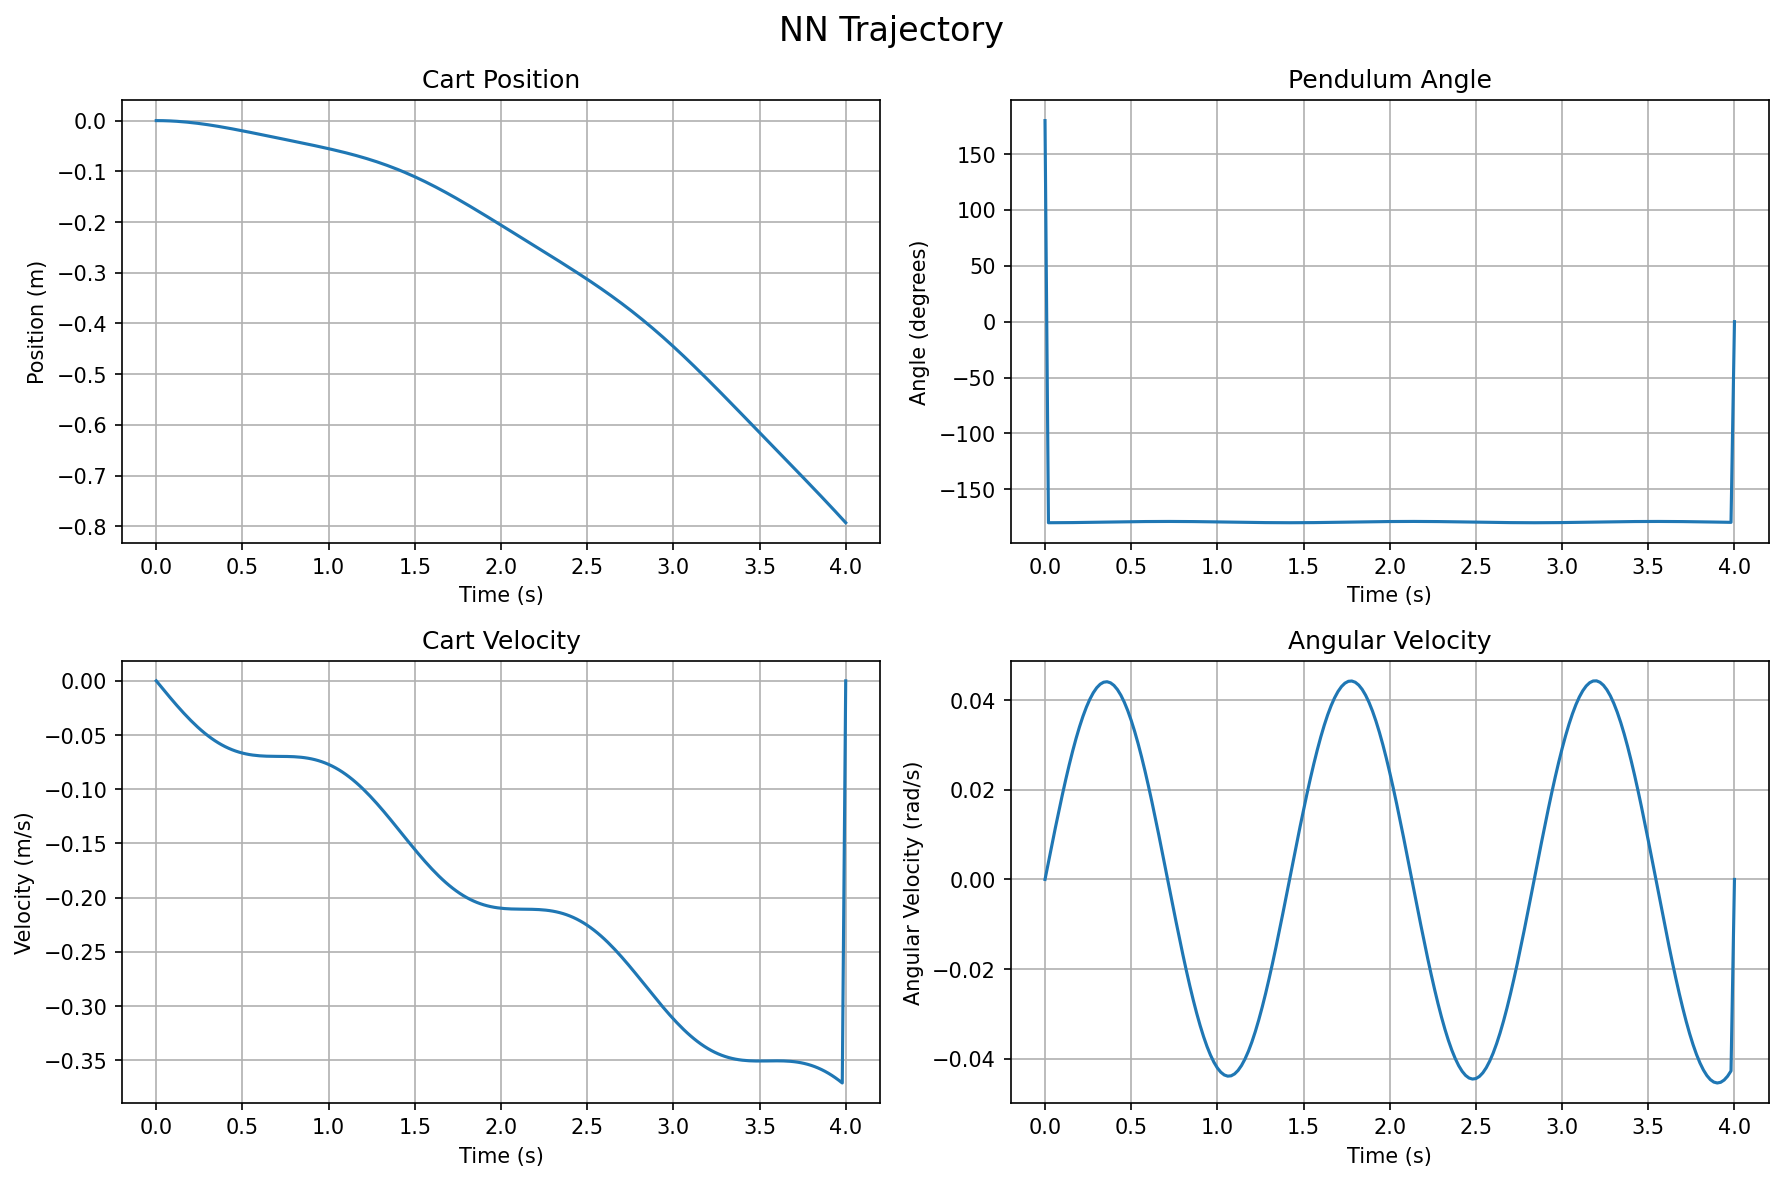 NN Trajectory
Cart Position
Position (m)
0.0
−0.1
−0.2
−0.3
−0.4
−0.5
−0.6
−0.7
−0.8
0.0 0.5 1.0 1.5 2.0 2.5 3.0 3.5 4.0
Time (s)
Pendulum Angle
Angle (degrees)
150
100
50
0
−50
−100
−150
0.0 0.5 1.0 1.5 2.0 2.5 3.0 3.5 4.0
Time (s)
Cart Velocity
Velocity (m/s)
0.00
−0.05
−0.10
−0.15
−0.20
−0.25
−0.30
−0.35
0.0 0.5 1.0 1.5 2.0 2.5 3.0 3.5 4.0
Time (s)
Angular Velocity
Angular Velocity (rad/s)
0.04
0.02
0.00
−0.02
−0.04
0.0 0.5 1.0 1.5 2.0 2.5 3.0 3.5 4.0
Time (s)